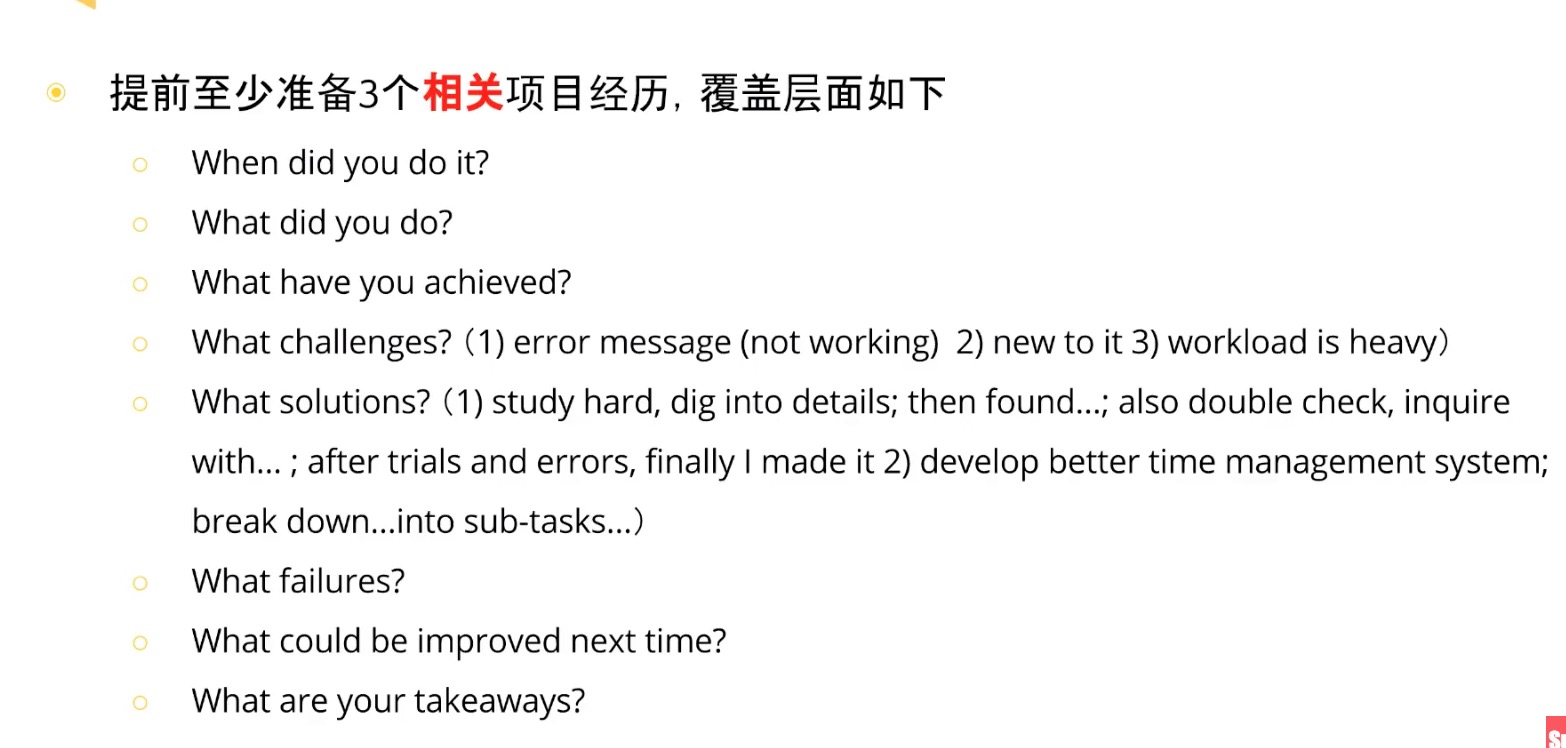 提前至少准备3个相关项目经历，覆盖层面如下
When did you do it?
What did you do?
What have you achieved?
What challenges?（1) error message (not working)  2) new to it 3) workload is heavy）
What solutions?（1) study hard, dig into details; then found...; also double check, inquire
with... ; after trials and errors, finally I made it 2) develop better time management system;
break down...into sub-tasks...）
What failures?
What could be improved next time?
What are your takeaways?